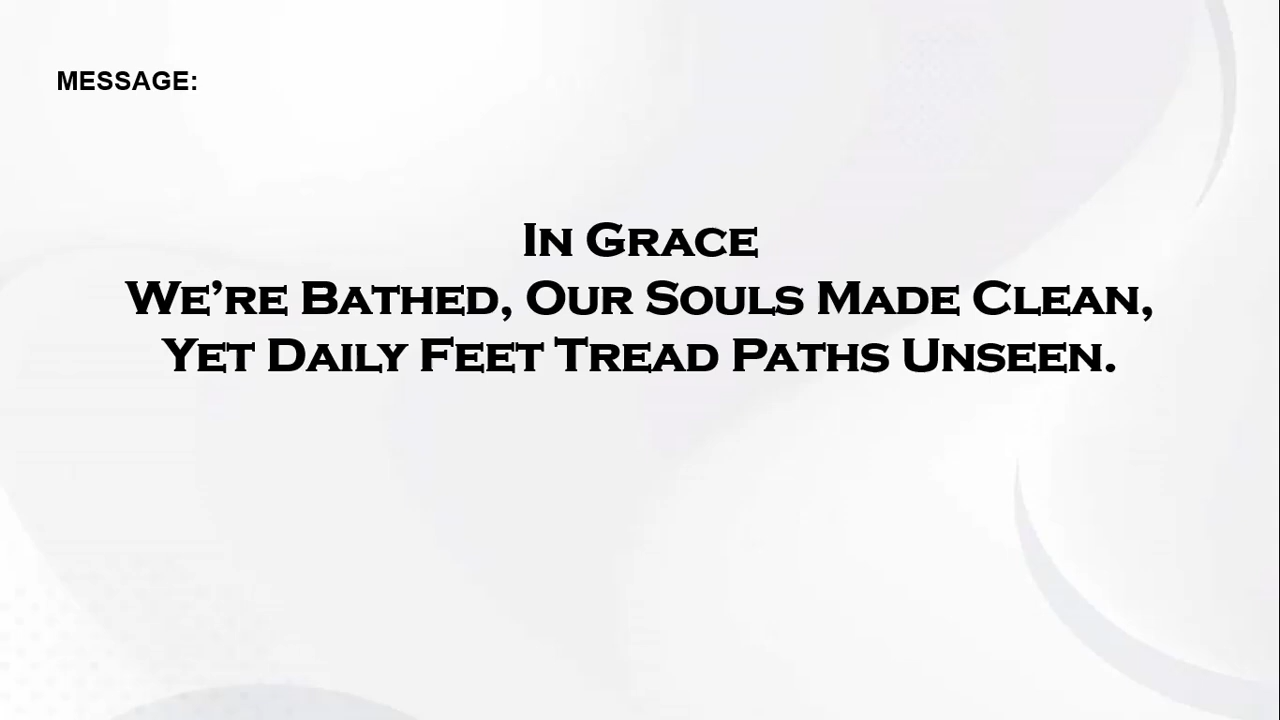 MESSAGE:
In Grace
We’re Bathed, Our Souls Made Clean,
Yet Daily Feet Tread Paths Unseen.